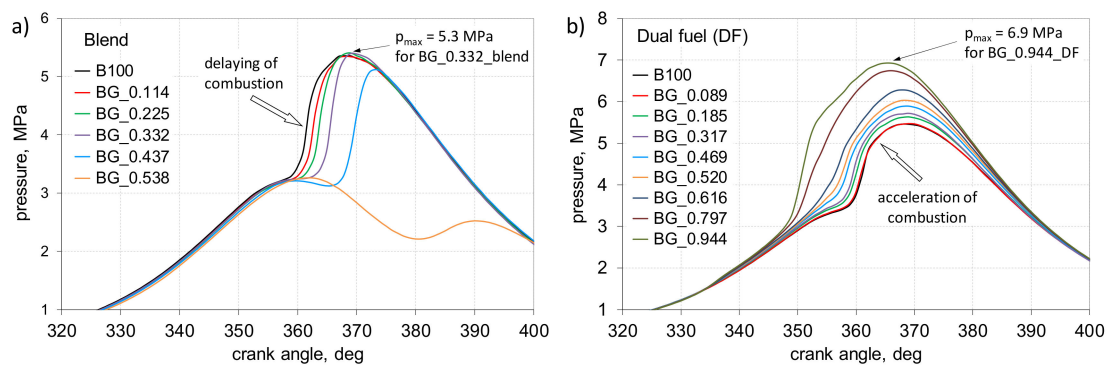 a)
Blend
B100
BG_0.114
BG_0.225
BG_0.332
BG_0.437
BG_0.538
delaying of
combustion
pmax = 5.3 MPa
for BG_0.332_blend
pressure, MPa
6
5
4
3
2
1
320 330 340 350 360 370 380 390 400
crank angle, deg
b)
Dual fuel (DF)
B100
BG_0.089
BG_0.185
BG_0.317
BG_0.469
BG_0.520
BG_0.616
BG_0.797
BG_0.944
pmax = 6.9 MPa
for BG_0.944_DF
acceleration of
combustion
pressure, MPa
8
7
6
5
4
3
2
1
320 330 340 350 360 370 380 390 400
crank angle, deg